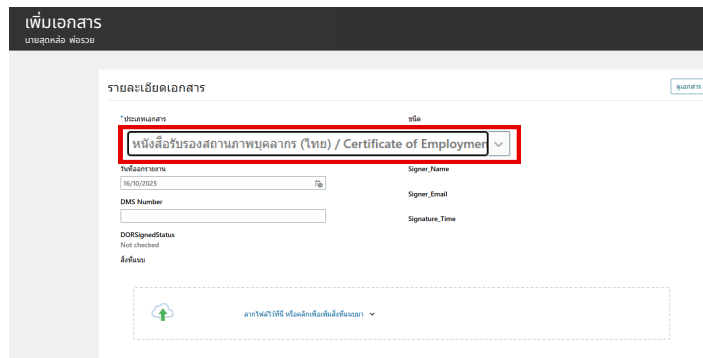 เพิ่มเอกสาร
นายสุดหล่อ พ่อรวย
รายละเอียดเอกสาร
ดูเอกสาร
*ประเภทเอกสาร
ชนิด
หนังสือรับรองสถานภาพบุคลากร (ไทย) / Certificate of Employmen
วันที่ออกรายงาน
Signer_Name
16/10/2025
Signer_Email
DMS Number
Signature_Time
DORSignedStatus
Not checked
สิ่งที่แนบ
ลากไฟล์ไว้ที่นี่ หรือคลิกเพื่อเพิ่มสิ่งที่แนบมา